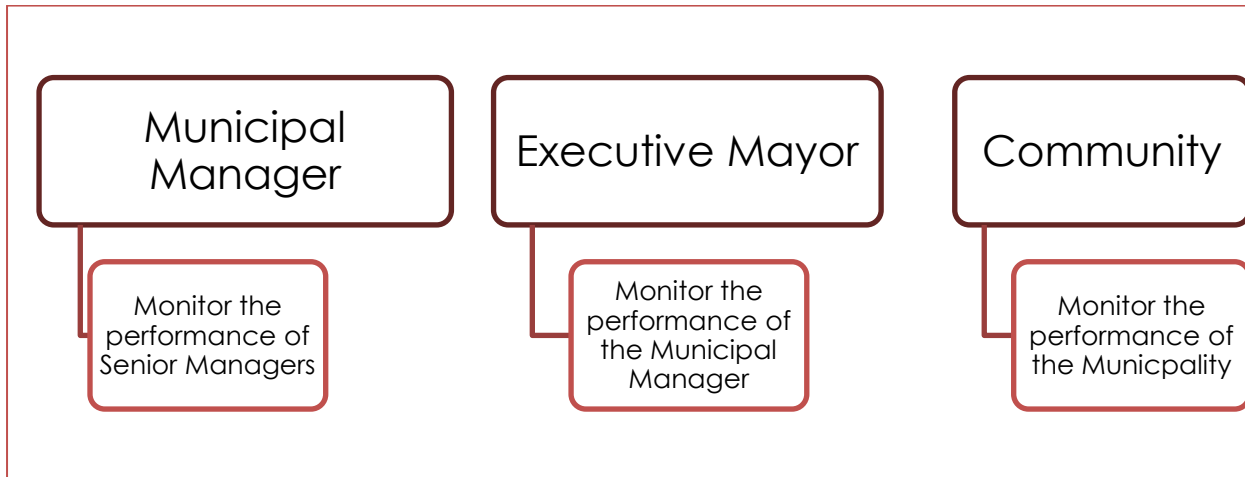 Municipal
Manager
Monitor the
performance of
Senior Managers
Executive Mayor
Monitor the
performance of
the Municipal
Manager
Community
Monitor the
performance of
the Municpality